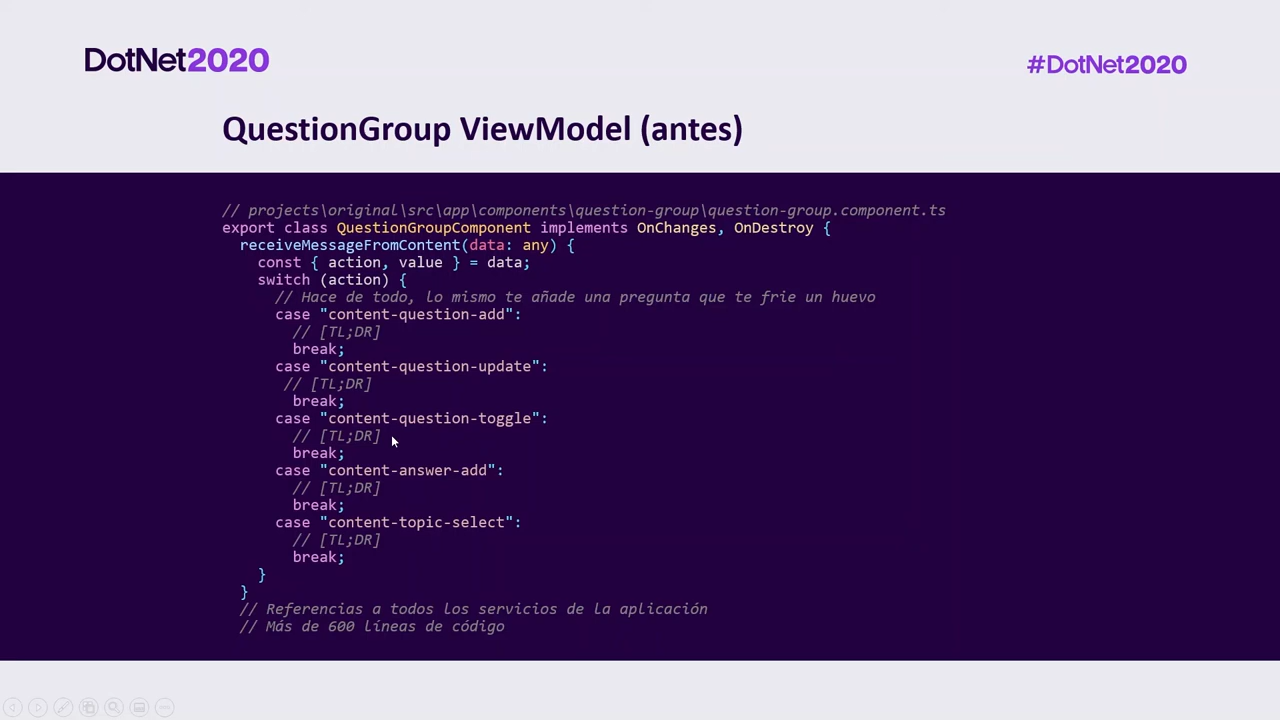 DotNet2020
#DotNet2020
QuestionGroup ViewModel (antes)
// projects\original\src\app\components\question-group\question-group.component.ts
export class QuestionGroupComponent implements OnChanges, OnDestroy {
receiveMessageFromContent(data: any) {
const { action, value } = data;
switch (action) {
// Hace de todo, lo mismo te añade una pregunta que te frie un huevo
case "content-question-add":
// [TL;DR]
break;
case "content-question-update":
// [TL;DR]
break;
case "content-question-toggle":
// [TL;DR]
break;
case "content-answer-add":
// [TL;DR]
break;
case "content-topic-select":
// [TL;DR]
break;
}
}
// Referencias a todos los servicios de la aplicación
// Más de 600 líneas de código